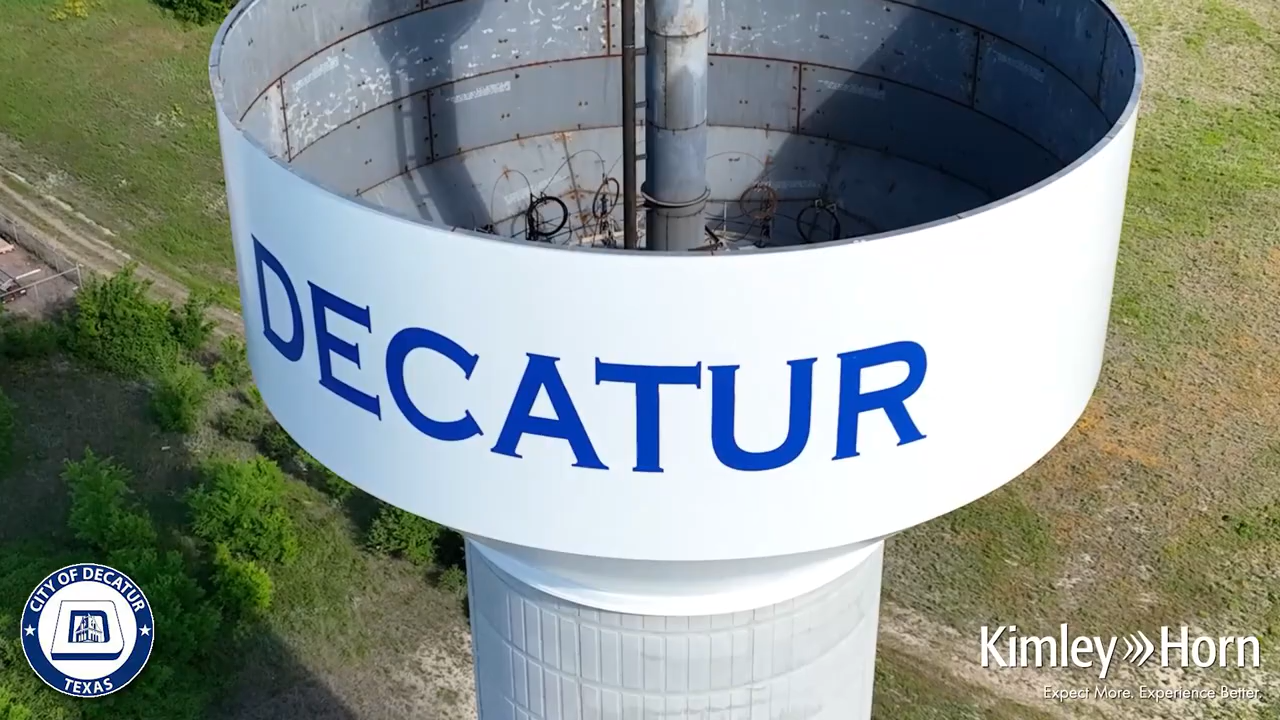 DECATUR
CITY OF DECATUR
TEXAS
Kimley»Horn
Expect More. Experience Better.